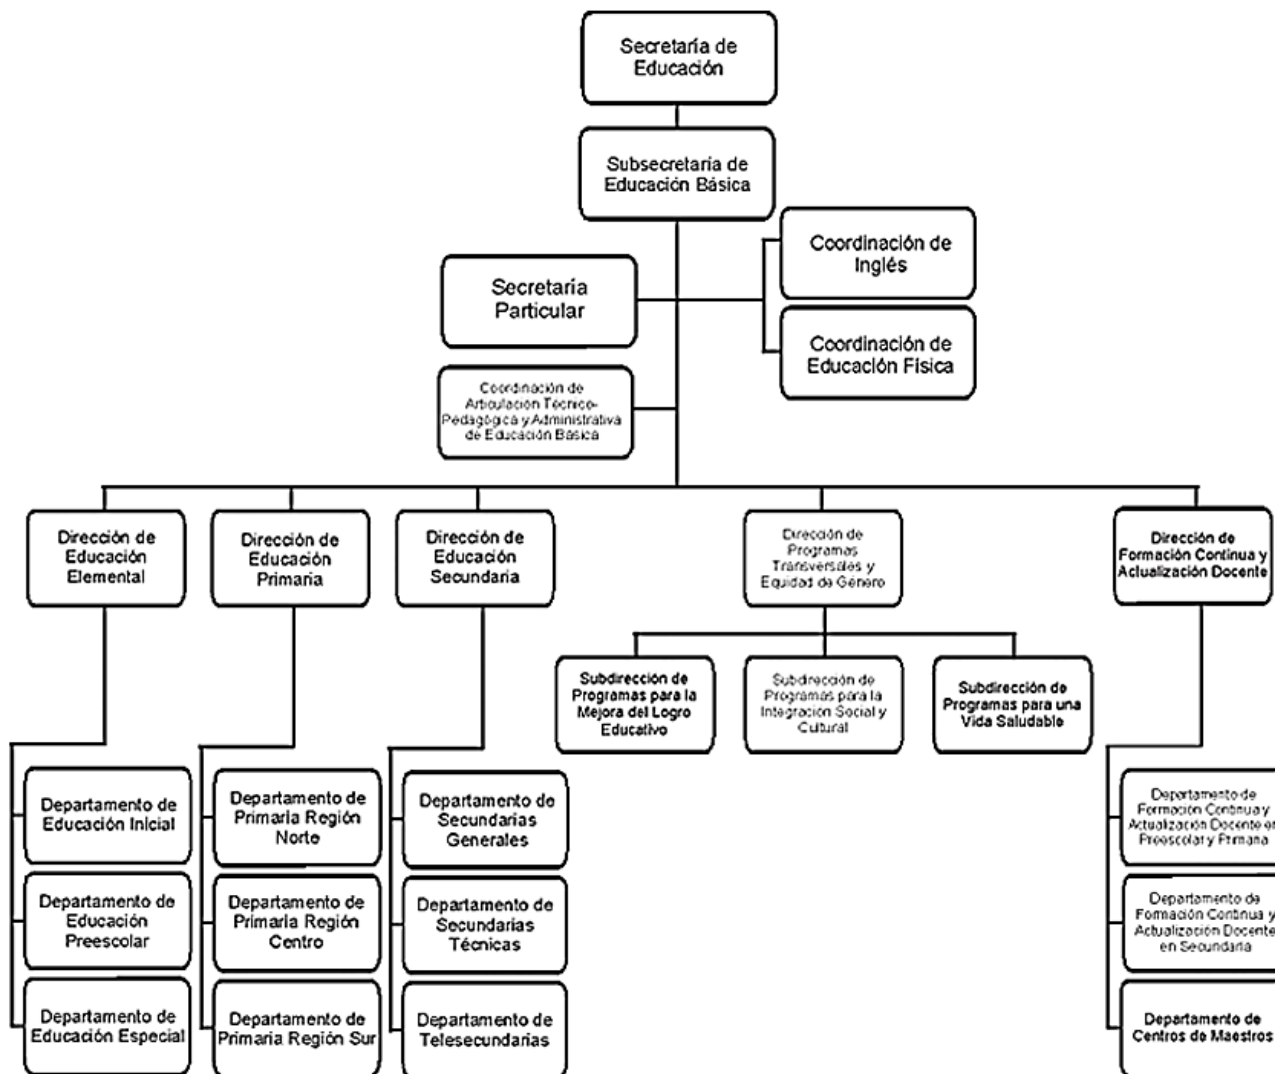 Secretaría de
Educación
Subsecretaría de
Educación Básica
Coordinación de
Inglés
Secretaría
Particular
Coordinación de
Educación Física
Coordinación de
Articulación Técnico-
Pedagógica y Administrativa
de Educación Básica
Dirección de
Educación
Elemental
Dirección de
Educación
Primaria
Dirección de
Educación
Secundaria
Dirección de
Programas
Transversales y
Equidad de Género
Dirección de
Formación Continua y
Actualización Docente
Subdirección de
Programas para la
Mejora del Logro
Educativo
Subdirección de
Programas para la
Integración Social y
Cultural
Subdirección de
Programas para una
Vida Saludable
Departamento de
Educación Inicial
Departamento de
Educación
Preescolar
Departamento de
Educación Especial
Departamento de
Primaria Región
Norte
Departamento de
Primaria Región
Centro
Departamento de
Primaria Región Sur
Departamento de
Secundarias
Generales
Departamento de
Secundarias
Técnicas
Departamento de
Telesecundarias
Departamento de
Formación Continua y
Actualización Docente en
Preescolar y Primaria
Departamento de
Formación Continua y
Actualización Docente
en Secundaria
Departamento de
Centros de Maestros